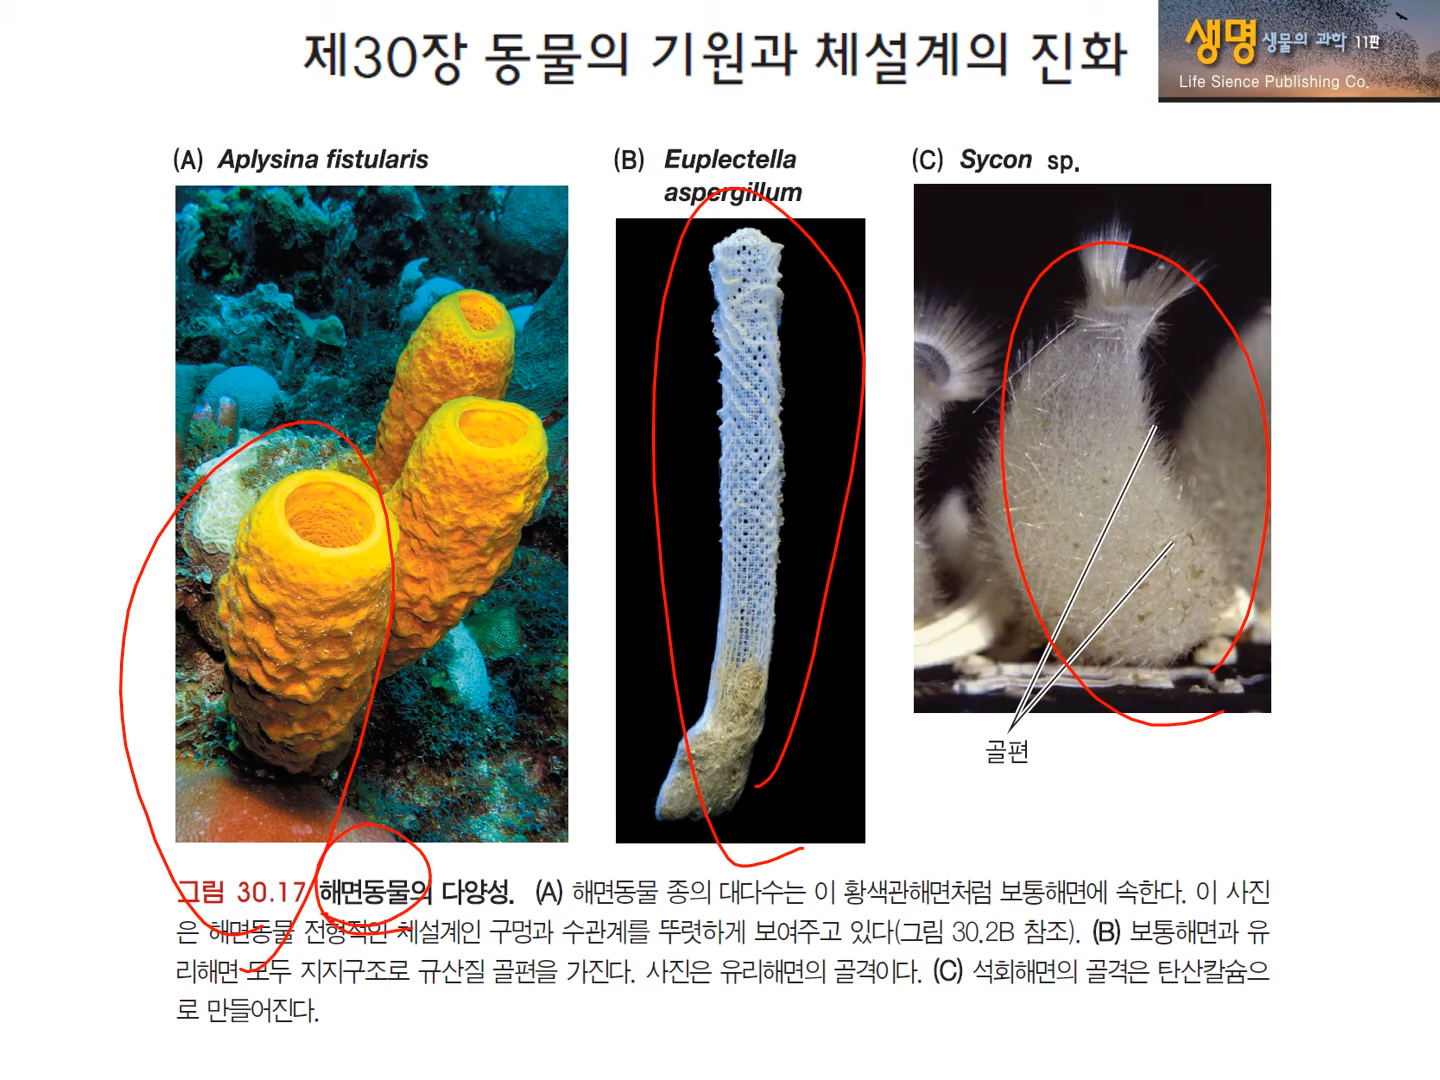 제30장 동물의 기원과 체설계의 진화
생명 생물의 과학 11판
Life Sience Publishing Co.
(A) Aplysina fistularis
(B) Euplectella
aspergillum
(C) Sycon sp.
골편
그림 30.17 해면동물의 다양성. (A) 해면동물 종의 대다수는 이 황색관해면처럼 보통해면에 속한다. 이 사진
은 해면동물 전형적인 체설계인 구멍과 수관계를 뚜렷하게 보여주고 있다(그림 30.2B 참조). (B) 보통해면과 유
리해면 모두 지지구조로 규산질 골편을 가진다. 사진은 유리해면의 골격이다. (C) 석회해면의 골격은 탄산칼슘으
로 만들어진다.